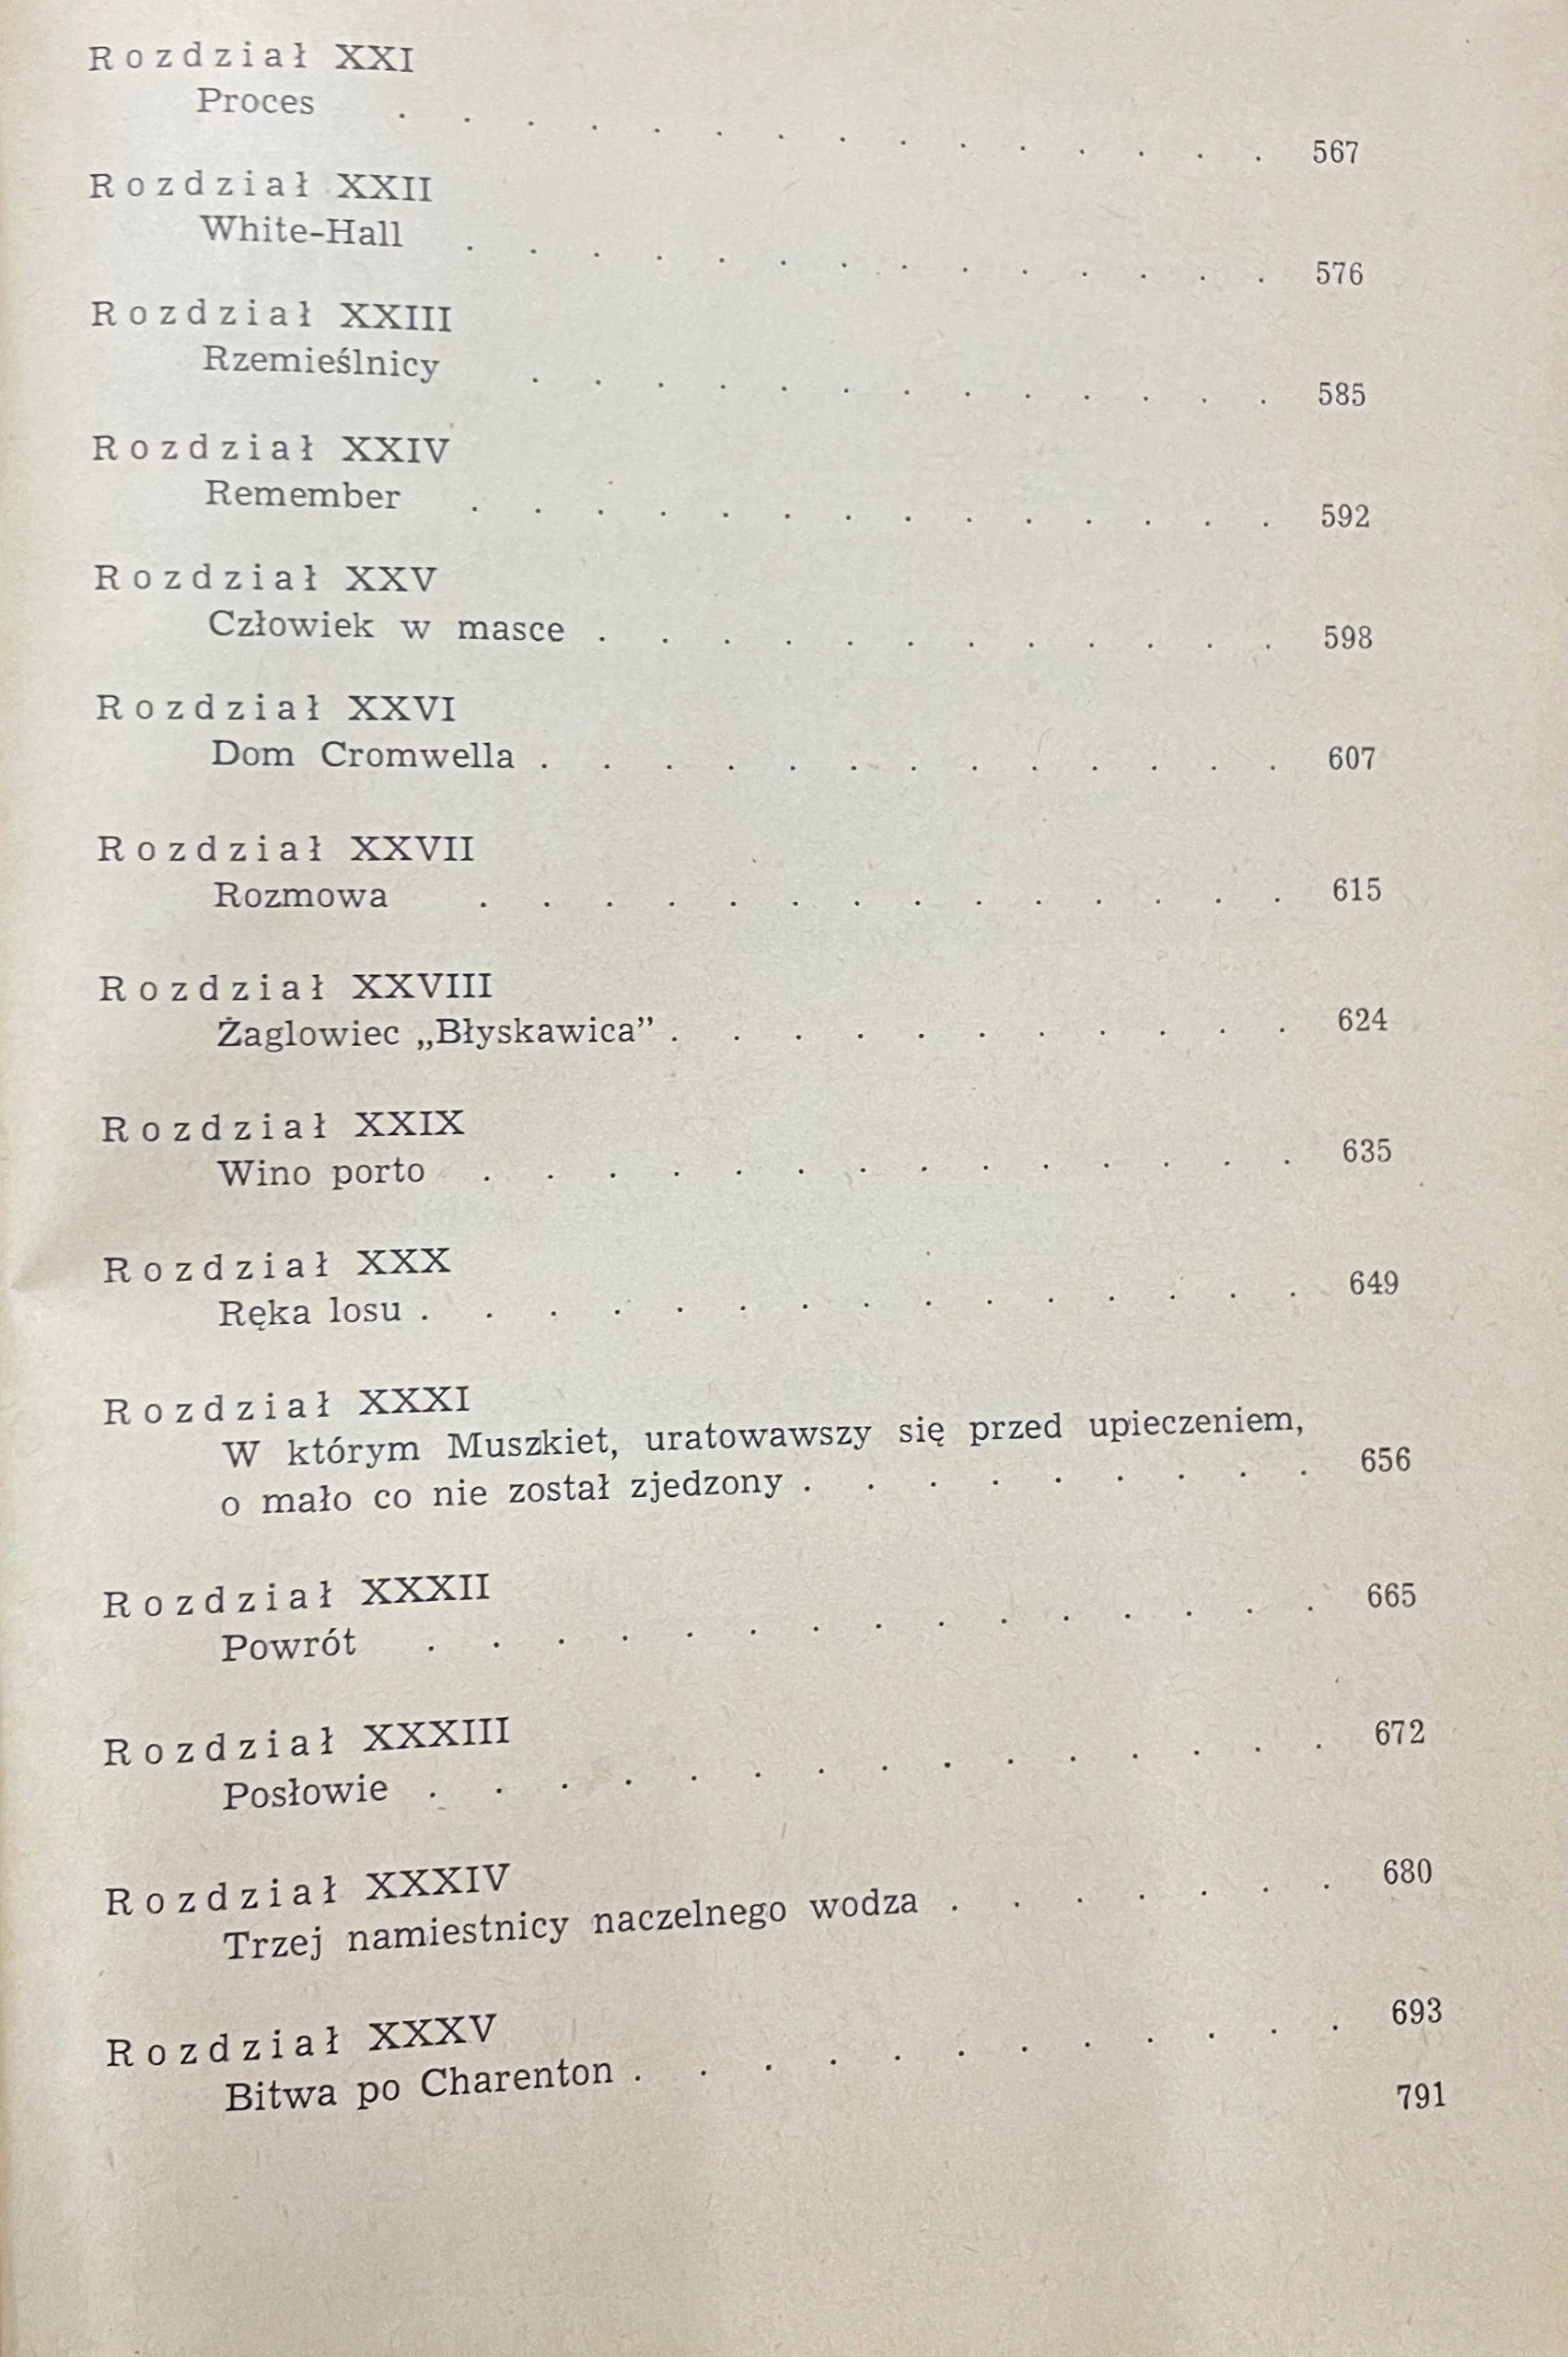 Rozdział XXI
Proces . . . . . . . . . . . . . . . 567
Rozdział XXII
White-Hall . . . . . . . . . . . . . . 576
Rozdział XXIII
Rzemieślnicy . . . . . . . . . . . . . 585
Rozdział XXIV
Remember . . . . . . . . . . . . . . 592
Rozdział XXV
Człowiek w masce . . . . . . . . . . . . 598
Rozdział XXVI
Dom Cromwella . . . . . . . . . . . . . 607
Rozdział XXVII
Rozmowa . . . . . . . . . . . . . . 615
Rozdział XXVIII
Żaglowiec „Błyskawica” . . . . . . . . . . . 624
Rozdział XXIX
Wino porto . . . . . . . . . . . . . . 635
Rozdział XXX
Ręka losu . . . . . . . . . . . . . . . 649
Rozdział XXXI
W którym Muszkiet, uratowawszy się przed upieczeniem,
o mało co nie został zjedzony . . . . . . . . . 656
Rozdział XXXII
Powrót . . . . . . . . . . . . . . . 665
Rozdział XXXIII
Posłowie . . . . . . . . . . . . . . . 672
Rozdział XXXIV
Trzej namiestnicy naczelnego wodza . . . . . . . 680
Rozdział XXXV
Bitwa po Charenton . . . . . . . . . . . . 693
791